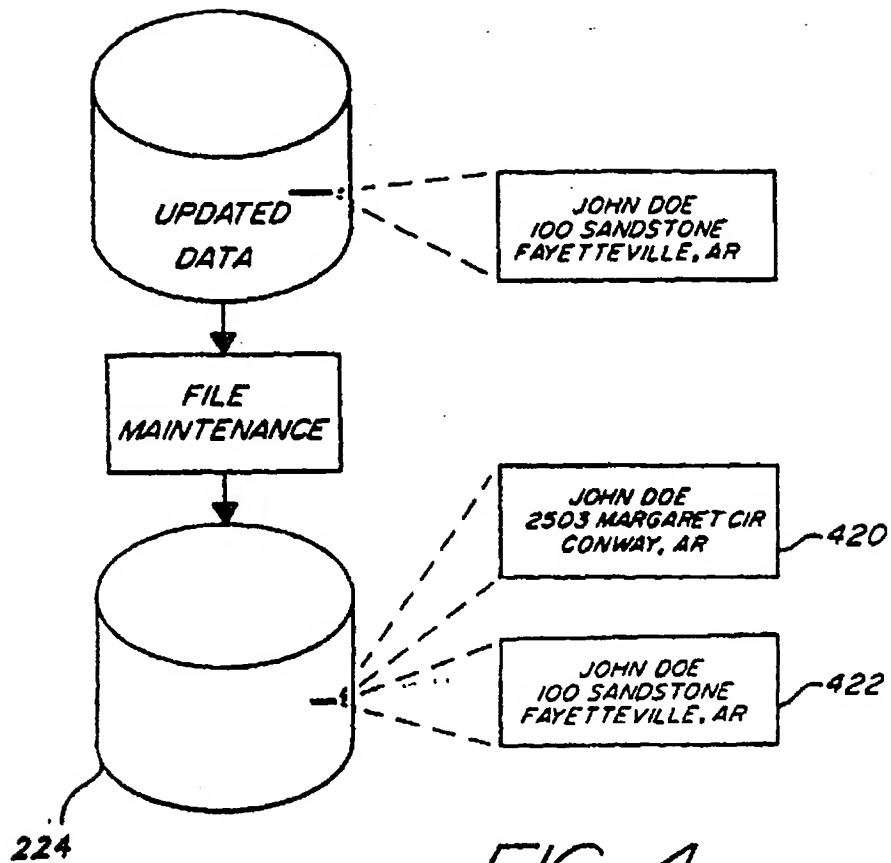 UPDATED
DATA
JOHN DOE
100 SANDSTONE
FAYETTEVILLE, AR
FILE
MAINTENANCE
JOHN DOE
2503 MARGARET CIR
CONWAY, AR
420
JOHN DOE
100 SANDSTONE
FAYETTEVILLE, AR
422
224
FIG. 4